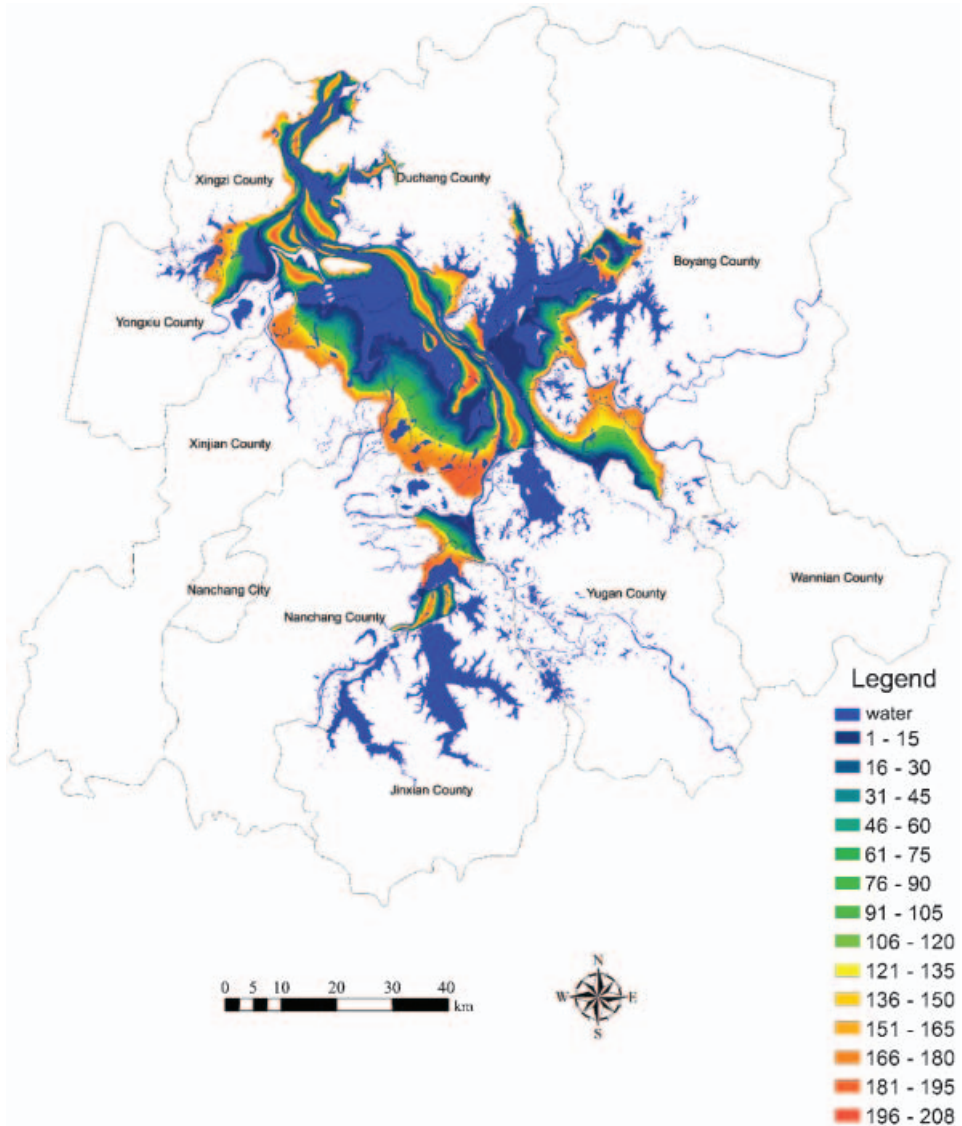 Xingzi County
Duchang County
Boyang County
Yongxiu County
Xinjian County
Wannian County
Nanchang City
Yugan County
Nanchang County
Jinxian County
Legend
water
1 - 15
16 - 30
31 - 45
46 - 60
61 - 75
76 - 90
91 - 105
106 - 120
121 - 135
136 - 150
151 - 165
166 - 180
181 - 195
196 - 208
0 5 10 20 30 40
km
N
W E
S